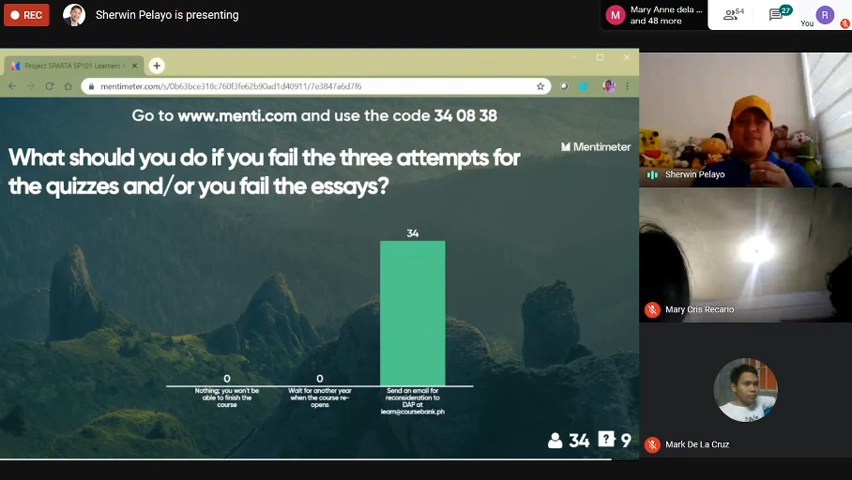 REC
Sherwin Pelayo is presenting
Mary Anne dela ...
and 48 more
54
27
You
R
M
Project SPARTA SP101 Learners
mentimeter.com/s/0b63bce318c760f3fe62b90ad1d40911/7e3847a6d7f6
Go to www.menti.com and use the code 34 08 38
Mentimeter
What should you do if you fail the three attempts for
the quizzes and/or you fail the essays?
34
0
0
Nothing; you won't be
able to finish the
course
Wait for another year
when the course re-
opens
Send an email for
reconsideration to
DAP at
learn@coursebank.ph
34
9
Sherwin Pelayo
Mary Cris Recario
Mark De La Cruz